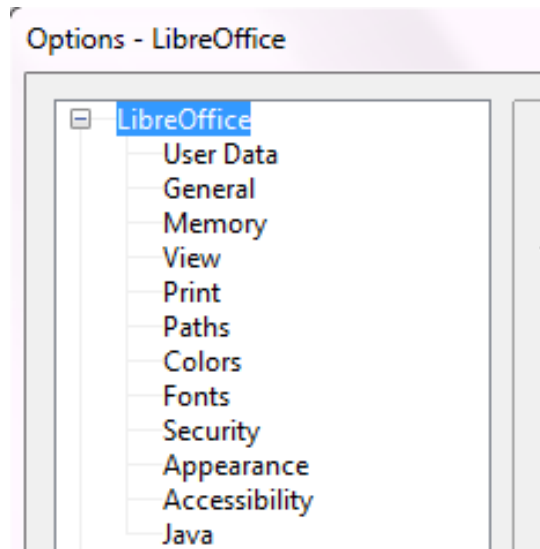 Options - LibreOffice
LibreOffice
User Data
General
Memory
View
Print
Paths
Colors
Fonts
Security
Appearance
Accessibility
Java